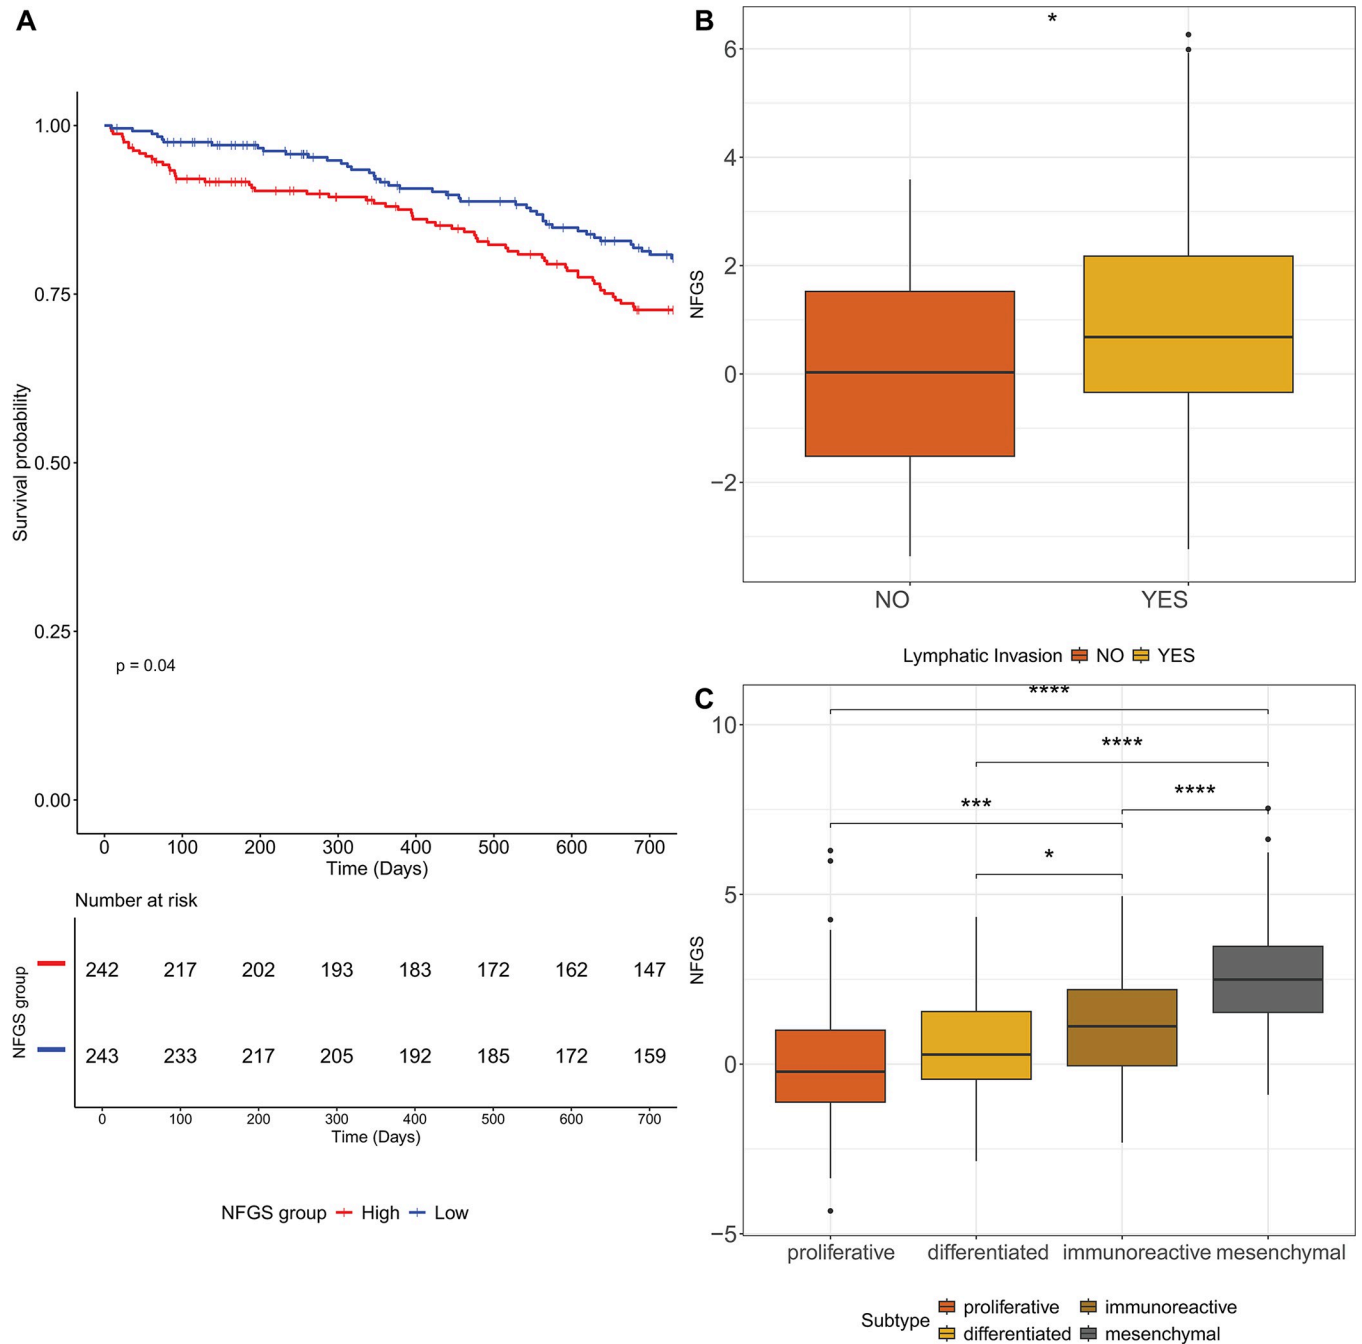 A
Survival probability
1.00
0.75
0.50
0.25
0.00
p = 0.04
0 100 200 300 400 500 600 700
Time (Days)
Number at risk
NFGS group
242 217 202 193 183 172 162 147
243 233 217 205 192 185 172 159
0 100 200 300 400 500 600 700
Time (Days)
NFGS group High Low
B
*
NFGS
6
4
2
0
−2
NO YES
Lymphatic Invasion NO YES
C
****
****
****
***
*
NFGS
10
5
0
−5
proliferative differentiated immunoreactive mesenchymal
Subtype
proliferative immunoreactive
differentiated mesenchymal